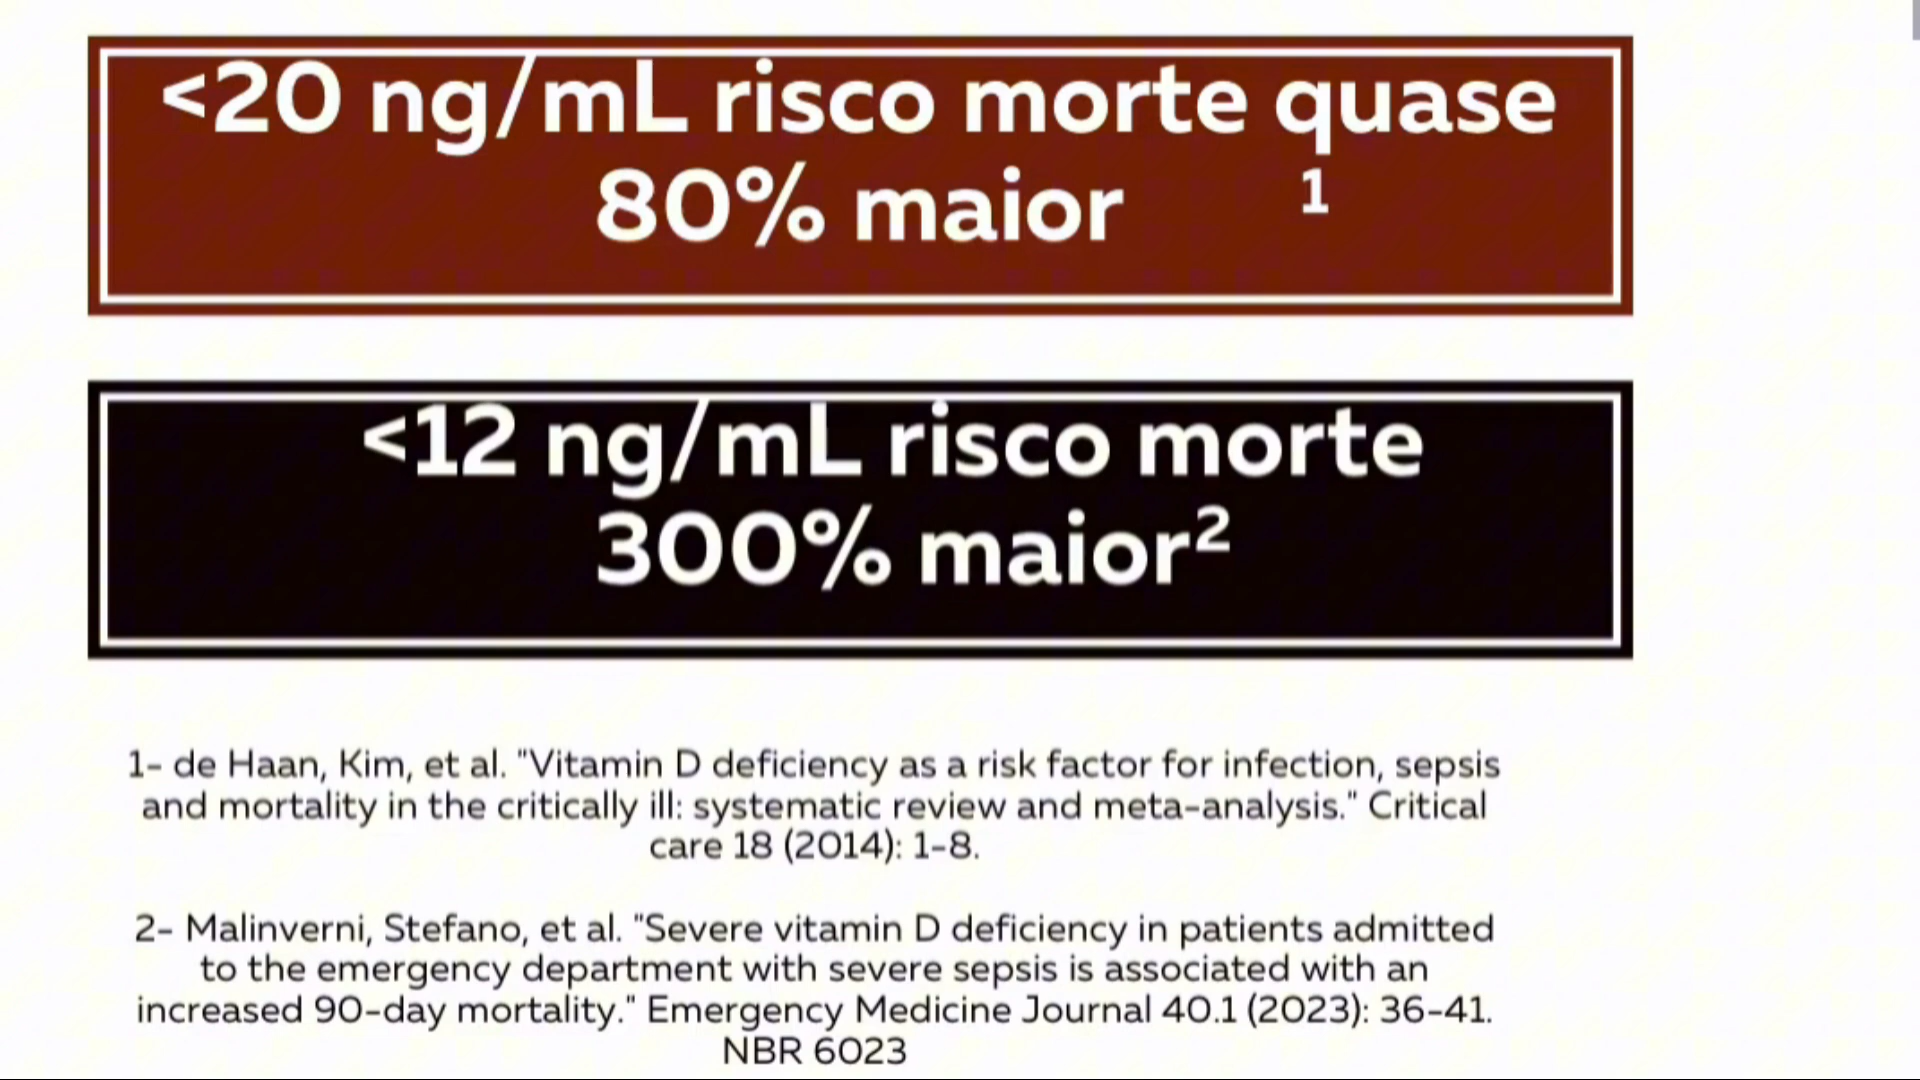 <20 ng/mL risco morte quase
80% maior 1
<12 ng/mL risco morte
300% maior²
1- de Haan, Kim, et al. "Vitamin D deficiency as a risk factor for infection, sepsis
and mortality in the critically ill: systematic review and meta-analysis." Critical
care 18 (2014): 1-8.
2- Malinverni, Stefano, et al. "Severe vitamin D deficiency in patients admitted
to the emergency department with severe sepsis is associated with an
increased 90-day mortality." Emergency Medicine Journal 40.1 (2023): 36-41.
NBR 6023